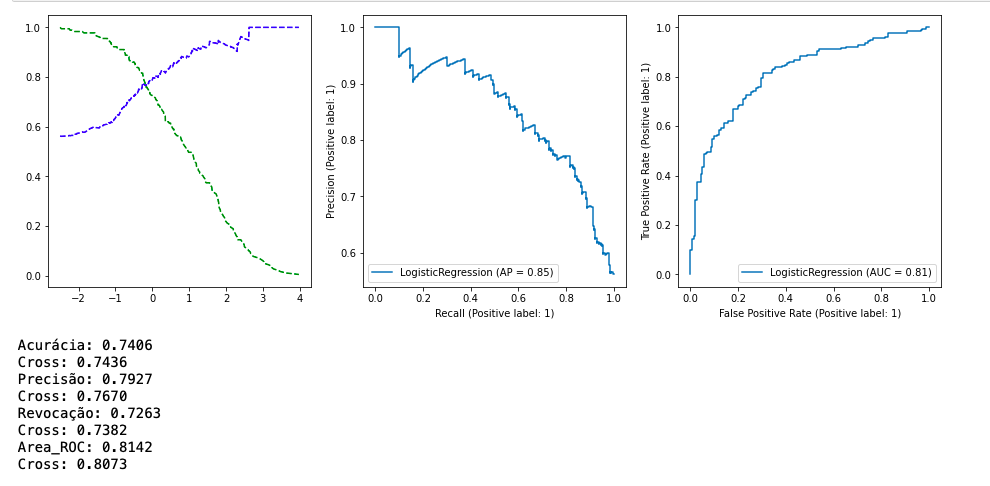 1.0
0.8
0.6
0.4
0.2
0.0
−2
−1
0
1
2
3
4
Precision (Positive label: 1)
1.0
0.9
0.8
0.7
0.6
LogisticRegression (AP = 0.85)
0.0
0.2
0.4
0.6
0.8
1.0
Recall (Positive label: 1)
True Positive Rate (Positive label: 1)
1.0
0.8
0.6
0.4
0.2
0.0
LogisticRegression (AUC = 0.81)
0.0
0.2
0.4
0.6
0.8
1.0
False Positive Rate (Positive label: 1)
Acurácia: 0.7406
Cross: 0.7436
Precisão: 0.7927
Cross: 0.7670
Revocação: 0.7263
Cross: 0.7382
Area_ROC: 0.8142
Cross: 0.8073